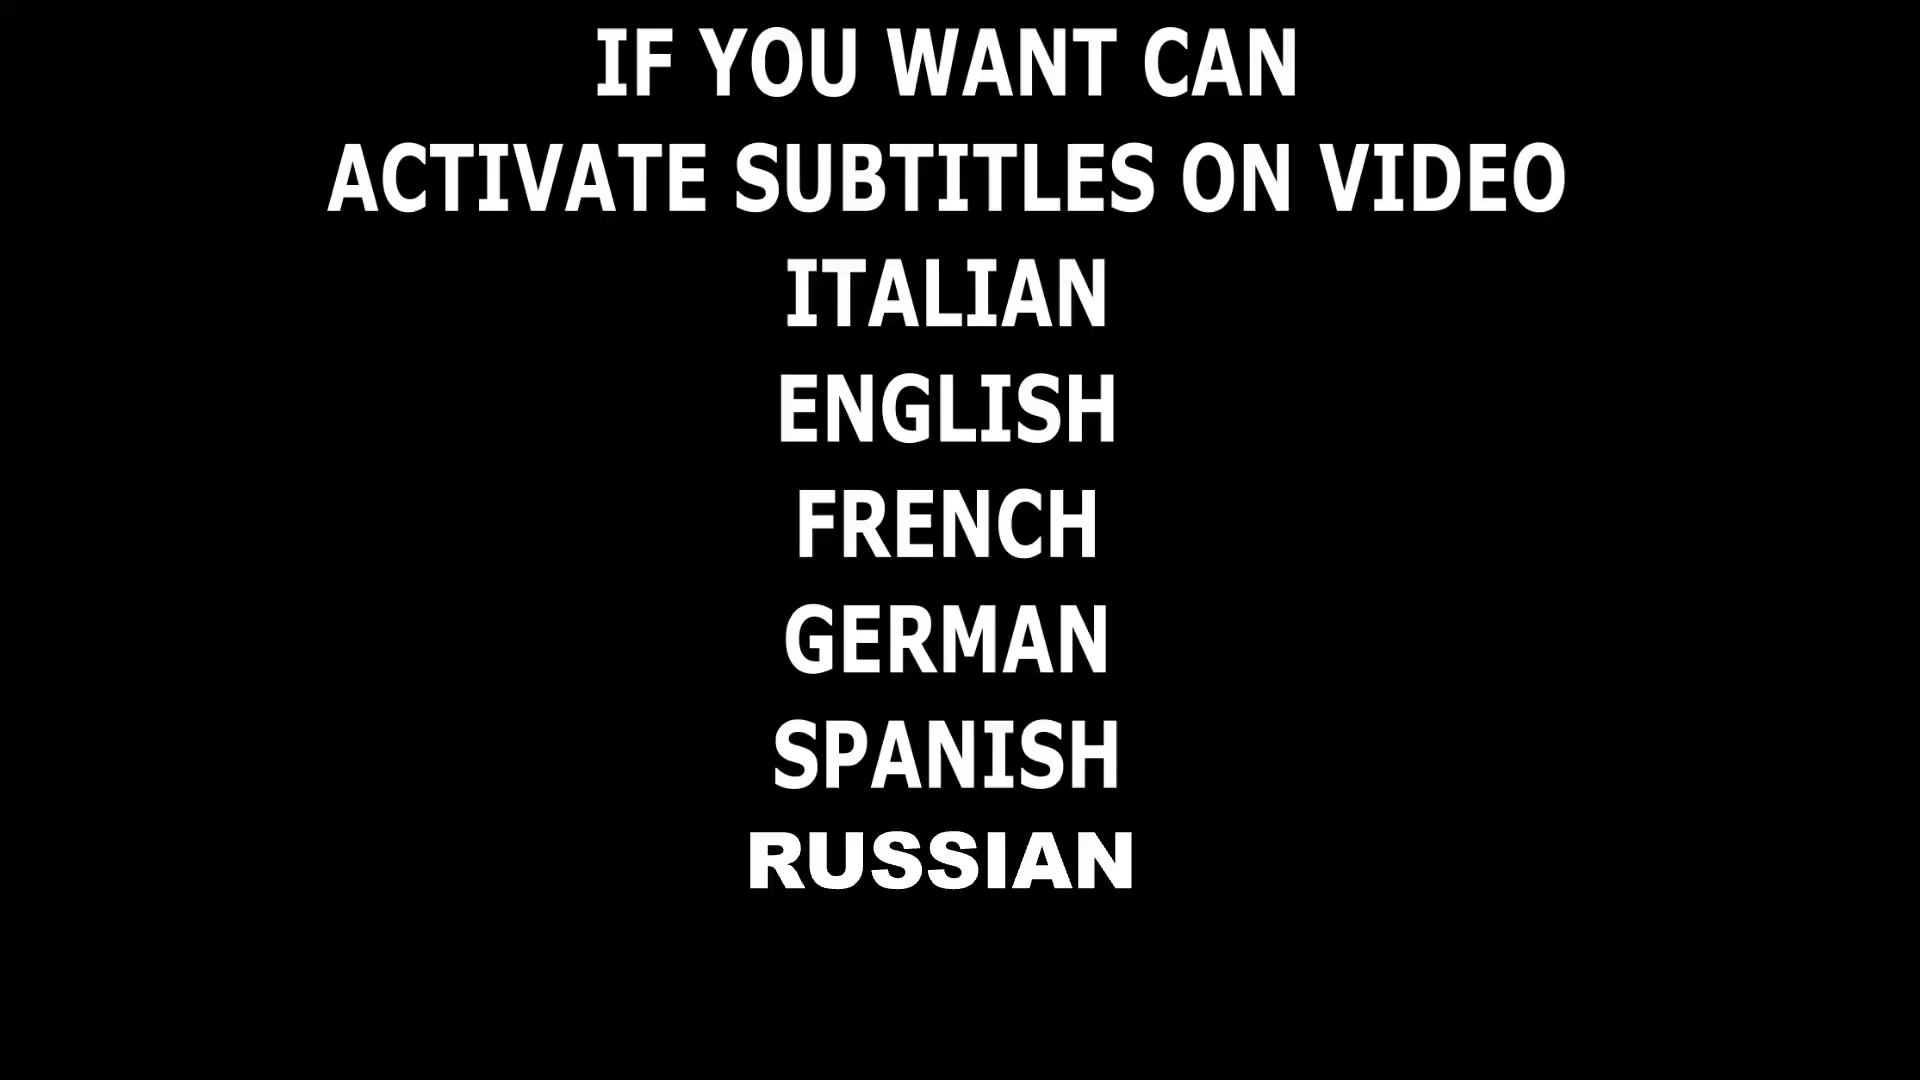 IF YOU WANT CAN
ACTIVATE SUBTITLES ON VIDEO
ITALIAN
ENGLISH
FRENCH
GERMAN
SPANISH
RUSSIAN